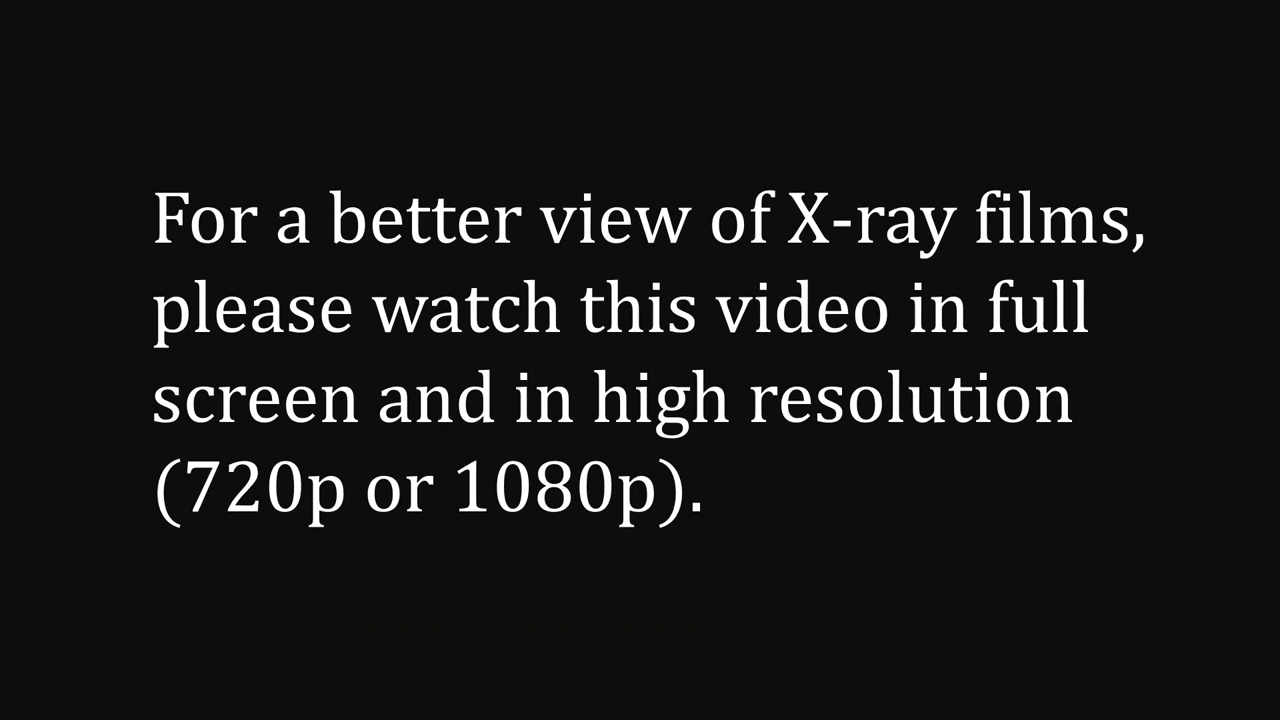 For a better view of X-ray films,
please watch this video in full
screen and in high resolution
(720p or 1080p).